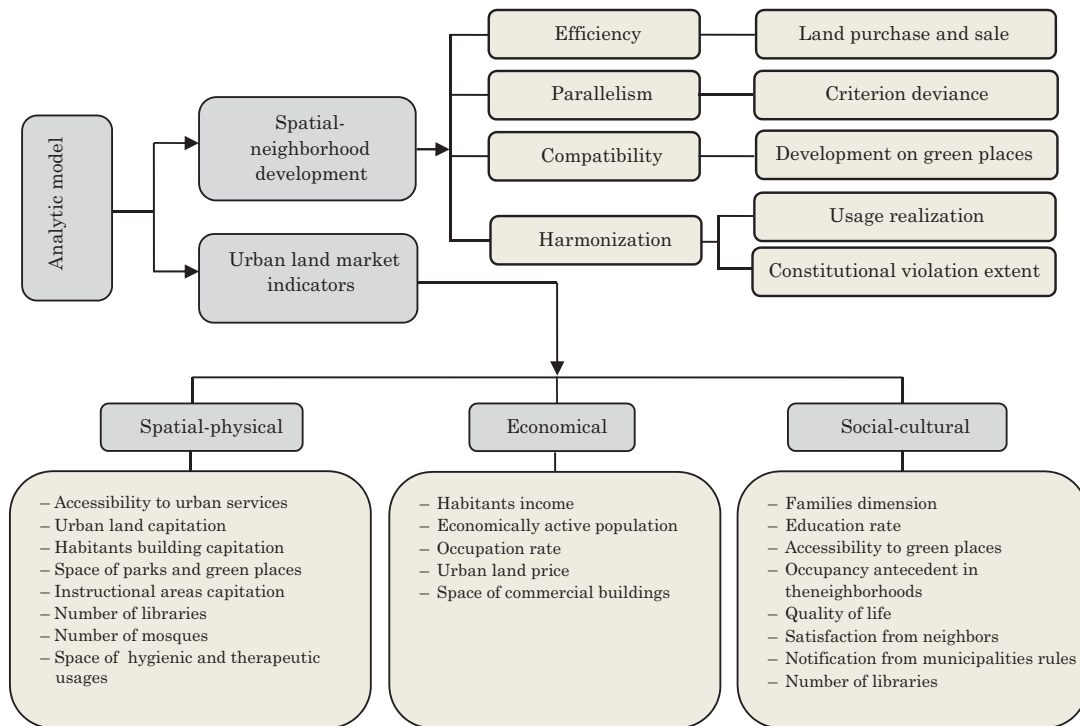 Analytic model
Spatial-
neighborhood
development
Urban land market
indicators
Efficiency
Land purchase and sale
Parallelism
Criterion deviance
Compatibility
Development on green places
Harmonization
Usage realization
Constitutional violation extent
Spatial-physical
– Accessibility to urban services
– Urban land capitation
– Habitants building capitation
– Space of parks and green places
– Instructional areas capitation
– Number of libraries
– Number of mosques
– Space of hygienic and therapeutic
usages
Economical
– Habitants income
– Economically active population
– Occupation rate
– Urban land price
– Space of commercial buildings
Social-cultural
– Families dimension
– Education rate
– Accessibility to green places
– Occupancy antecedent in
theneighborhoods
– Quality of life
– Satisfaction from neighbors
– Notification from municipalities rules
– Number of libraries